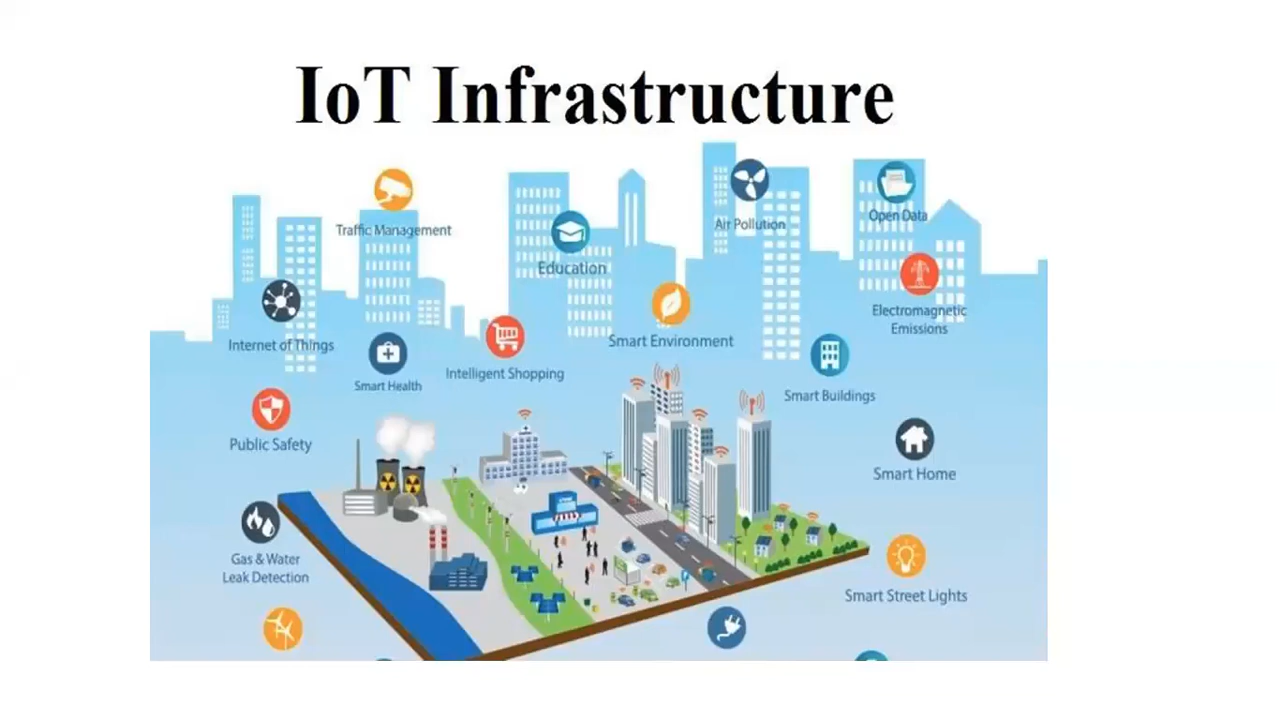 IoT Infrastructure
Traffic Management
Education
Air Pollution
Open Data
Internet of Things
Smart Health
Intelligent Shopping
Smart Environment
Electromagnetic
Emissions
Smart Buildings
Public Safety
Smart Home
Gas & Water
Leak Detection
Smart Street Lights